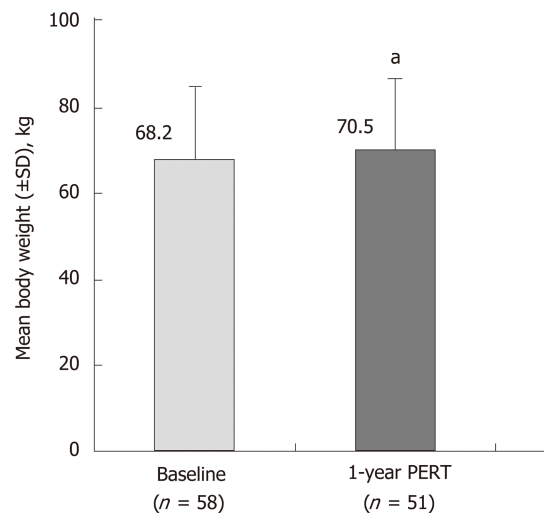 100
80
60
40
20
0
Mean body weight (±SD), kg
68.2
70.5
a
Baseline
(n = 58)
1-year PERT
(n = 51)